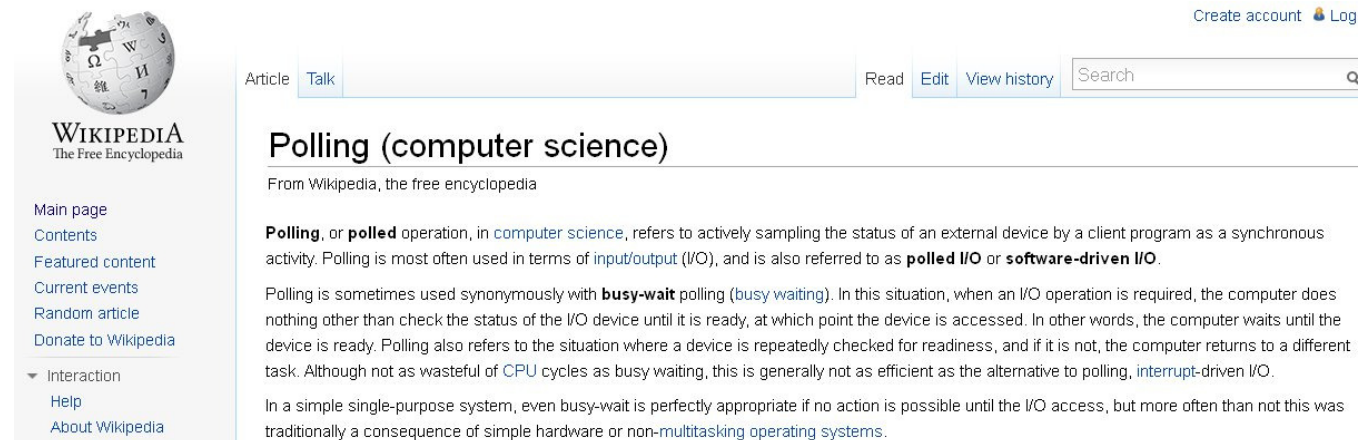 Create account Log
Article Talk Read Edit View history Search
WIKIPEDIA
The Free Encyclopedia
Main page
Contents
Featured content
Current events
Random article
Donate to Wikipedia
Interaction
Help
About Wikipedia
Polling (computer science)
From Wikipedia, the free encyclopedia
Polling, or polled operation, in computer science, refers to actively sampling the status of an external device by a client program as a synchronous
activity. Polling is most often used in terms of input/output (I/O), and is also referred to as polled I/O or software-driven I/O.
Polling is sometimes used synonymously with busy-wait polling (busy waiting). In this situation, when an I/O operation is required, the computer does
nothing other than check the status of the I/O device until it is ready, at which point the device is accessed. In other words, the computer waits until the
device is ready. Polling also refers to the situation where a device is repeatedly checked for readiness, and if it is not, the computer returns to a different
task. Although not as wasteful of CPU cycles as busy waiting, this is generally not as efficient as the alternative to polling, interrupt-driven I/O.
In a simple single-purpose system, even busy-wait is perfectly appropriate if no action is possible until the I/O access, but more often than not this was
traditionally a consequence of simple hardware or non-multitasking operating systems.